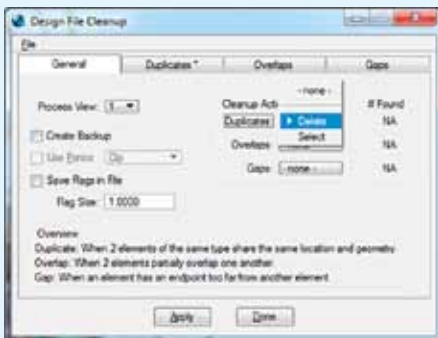 Design File Cleanup
File
General Duplicates * Overlaps Gaps
- none -
Process View: 1 Cleanup Acti # Found
Duplicates Delete NA
Create Backup Select
Overlaps NA
Use Fence Clip
Gaps - none - NA
Save Flags in File
Flag Size: 1.0000
Overview
Duplicate: When 2 elements of the same type share the same location and geometry
Overlap: When 2 elements partially overlap one another.
Gap: When an element has an endpoint too far from another element
Apply Done